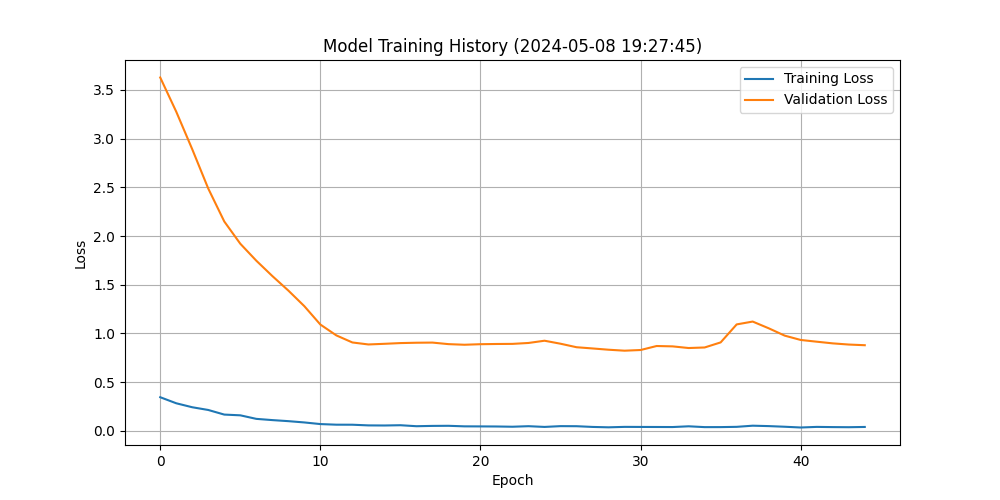 Model Training History (2024-05-08 19:27:45)
Training Loss
Validation Loss
3.5
3.0
2.5
2.0
1.5
1.0
0.5
0.0
Loss
0 10 20 30 40
Epoch